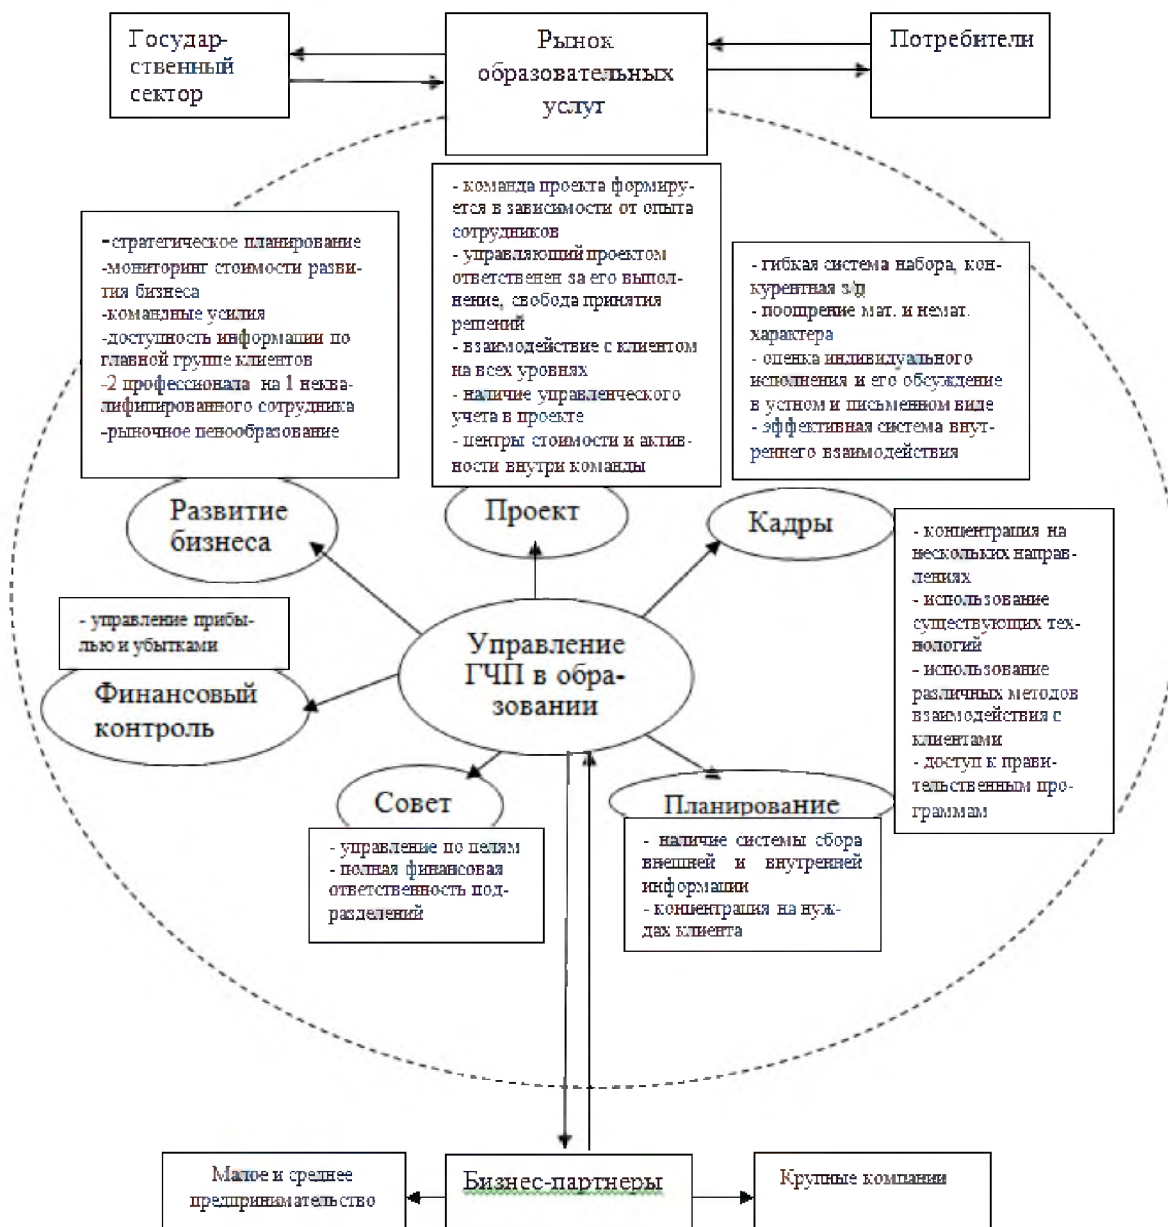 Государ-
ственный
сектор
Рынок
образовательных
услуг
Потребители
- команда проекта формиру-
ется в зависимости от опыта
сотрудников
- управляющий проектом
ответственен за его выпол-
нение, свобода принятия
решений
- взаимодействие с клиентом
на всех уровнях
- наличие управленческого
учета в проекте
- центры стоимости и актив-
ности внутри команды
-стратегическое планирование
-мониторинг стоимости разви-
тия бизнеса
-командные усилия
-доступность информации по
главной группе клиентов
-2 профессионала на 1 неква-
лифицированного сотрудника
-рыночное ценообразование
- гибкая система набора, кон-
курентная з/п
- поощрение мат. и немат.
характера
- оценка индивидуального
исполнения и его обсуждение
в устном и письменном виде
- эффективная система внут-
реннего взаимодействия
Развитие
бизнеса
Проект
Кадры
- концентрация на
нескольких направ-
лениях
- использование
существующих тех-
нологий
- использование
различных методов
взаимодействия с
клиентами
- доступ к прави-
тельственным про-
граммам
- управление прибы-
лью и убытками
Финансовый
контроль
Управление
ГЧП в обра-
зовании
Совет
- управление по целям
- полная финансовая
ответственность под-
разделений
Планирование
- наличие системы сбора
внешней и внутренней
информации
- концентрация на нуж-
дах клиента
Малое и среднее
предпринимательство
Бизнес-партнеры
Крупные компании